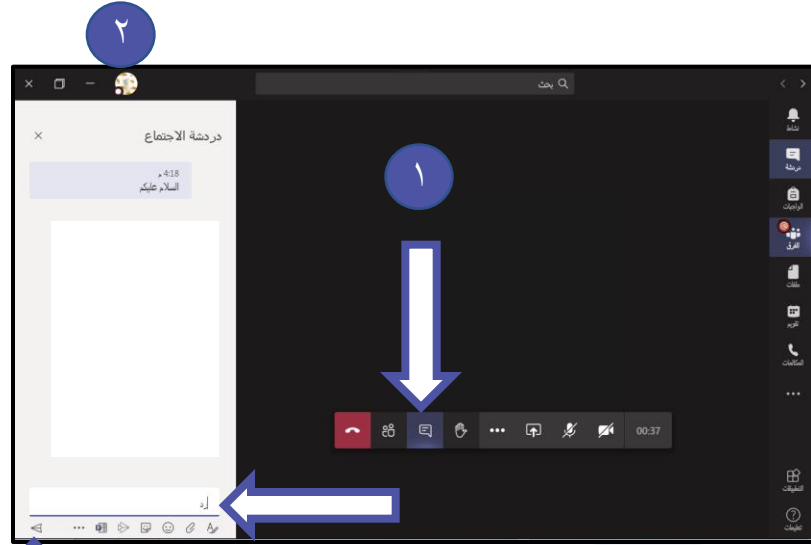 ٢
بحث
نشاط
دردشة
الواجبات
الفرق
ملفات
تقويم
المكالمات
التطبيقات
تعليمات
دردشة الاجتماع
4:18 م
السلام عليكم
١
00:37
رد